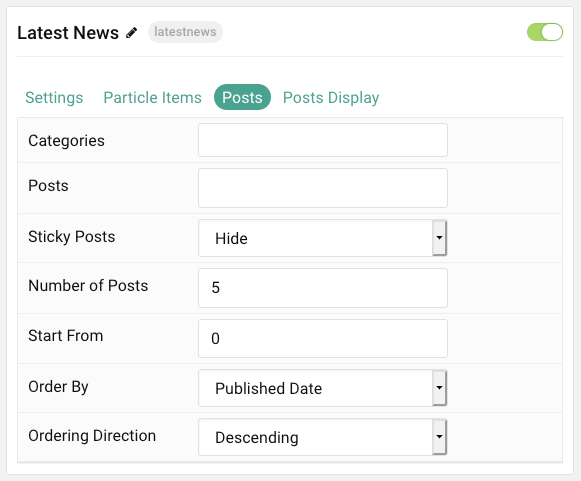 Latest News latestnews
Settings Particle Items Posts Posts Display
Categories
Posts
Sticky Posts Hide
Number of Posts 5
Start From 0
Order By Published Date
Ordering Direction Descending